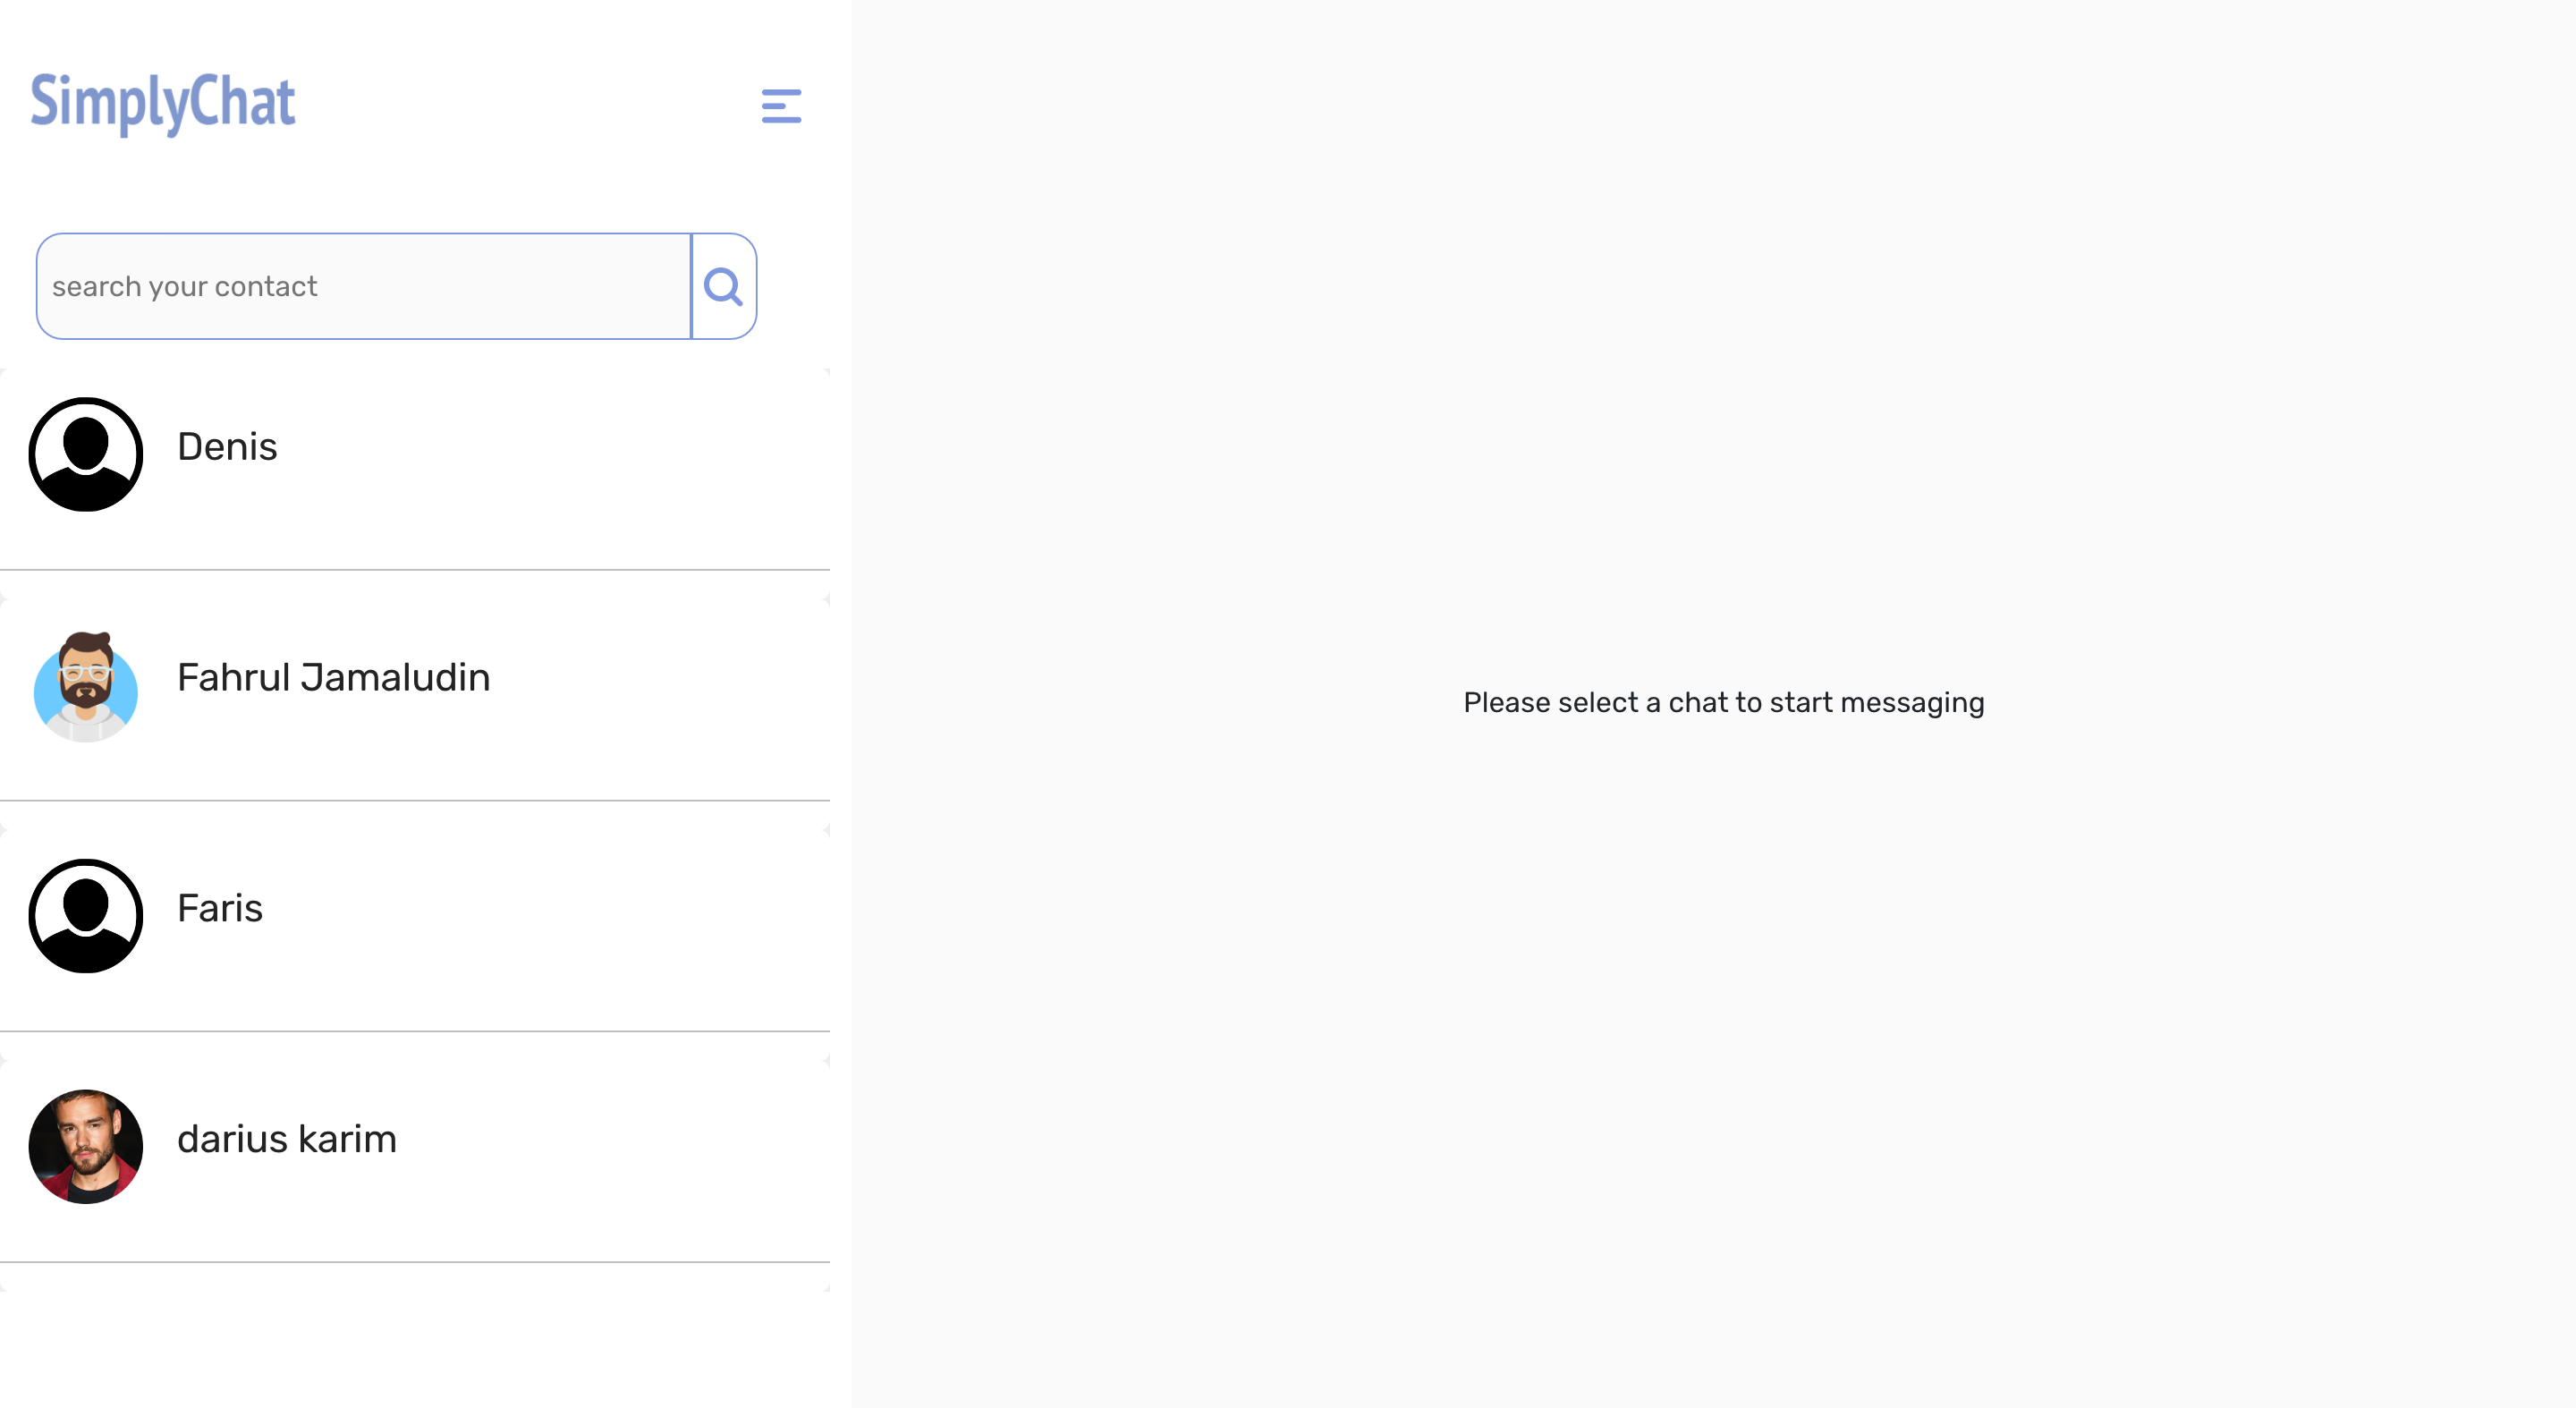 SimplyChat
search your contact
Denis
Fahrul Jamaludin
Faris
darius karim
Please select a chat to start messaging